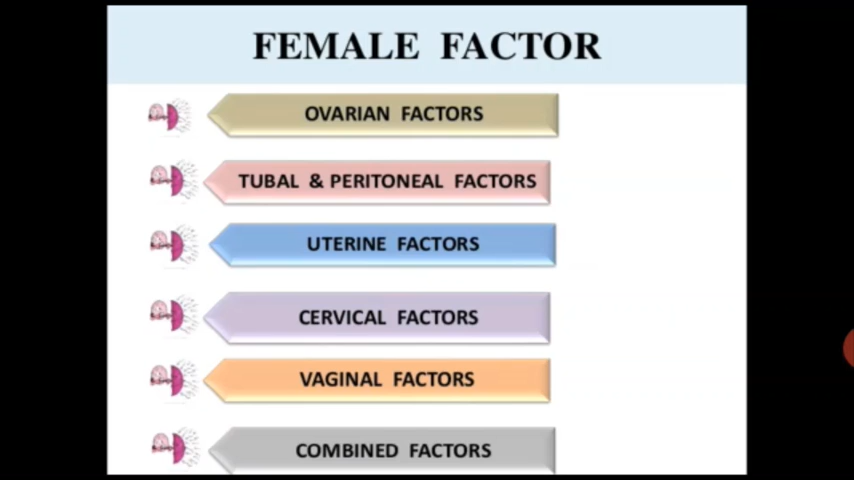 FEMALE FACTOR
OVARIAN FACTORS
TUBAL & PERITONEAL FACTORS
UTERINE FACTORS
CERVICAL FACTORS
VAGINAL FACTORS
COMBINED FACTORS